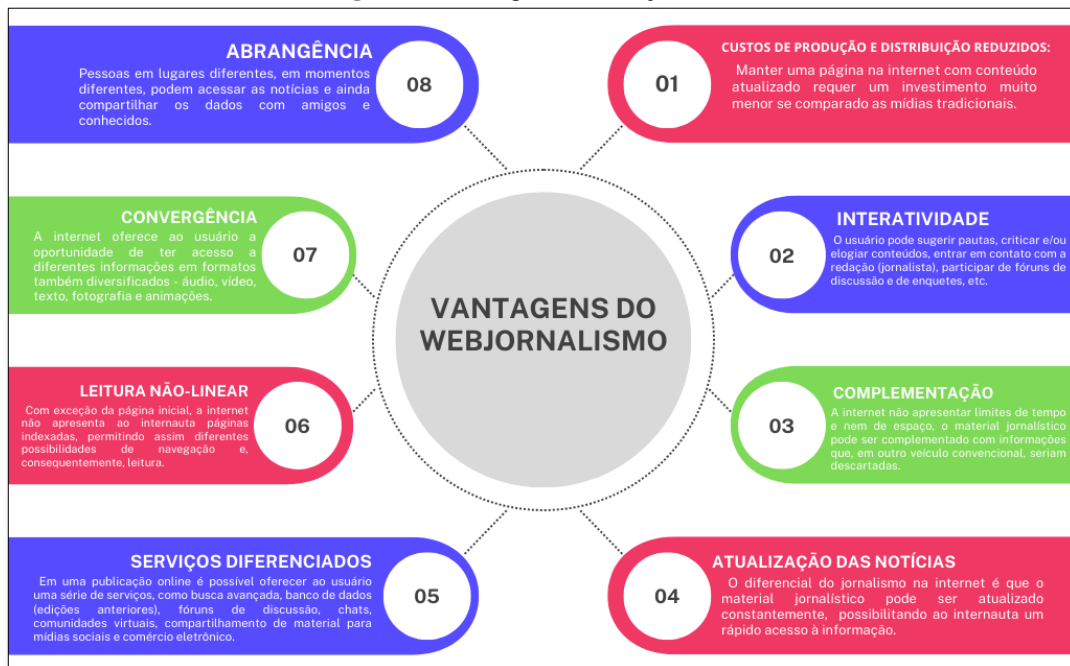 VANTAGENS DO
WEBJORNALISMO
01
CUSTOS DE PRODUÇÃO E DISTRIBUIÇÃO REDUZIDOS:
Manter uma página na internet com conteúdo
atualizado requer um investimento muito
menor se comparado as mídias tradicionais.
02
INTERATIVIDADE
O usuário pode sugerir pautas, criticar e/ou
elogiar conteúdos, entrar em contato com a
redação (jornalista), participar de fóruns de
discussão e de enquetes, etc.
03
COMPLEMENTAÇÃO
A internet não apresentar limites de tempo
e nem de espaço, o material jornalístico
pode ser complementado com informações
que, em outro veículo convencional, seriam
descartadas.
04
ATUALIZAÇÃO DAS NOTÍCIAS
O diferencial do jornalismo na internet é que o
material jornalístico pode ser atualizado
constantemente, possibilitando ao internauta um
rápido acesso à informação.
05
SERVIÇOS DIFERENCIADOS
Em uma publicação online é possível oferecer ao usuário
uma série de serviços, como busca avançada, banco de dados
(edições anteriores), fóruns de discussão, chats,
comunidades virtuais, compartilhamento de material para
mídias sociais e comércio eletrônico.
06
LEITURA NÃO-LINEAR
Com exceção da página inicial, a internet
não apresenta ao internauta páginas
indexadas, permitindo assim diferentes
possibilidades de navegação e,
consequentemente, leitura.
07
CONVERGÊNCIA
A internet oferece ao usuário a
oportunidade de ter acesso a
diferentes informações em formatos
também diversificados - áudio, vídeo,
texto, fotografia e animações.
08
ABRANGÊNCIA
Pessoas em lugares diferentes, em momentos
diferentes, podem acessar as notícias e ainda
compartilhar os dados com amigos e
conhecidos.